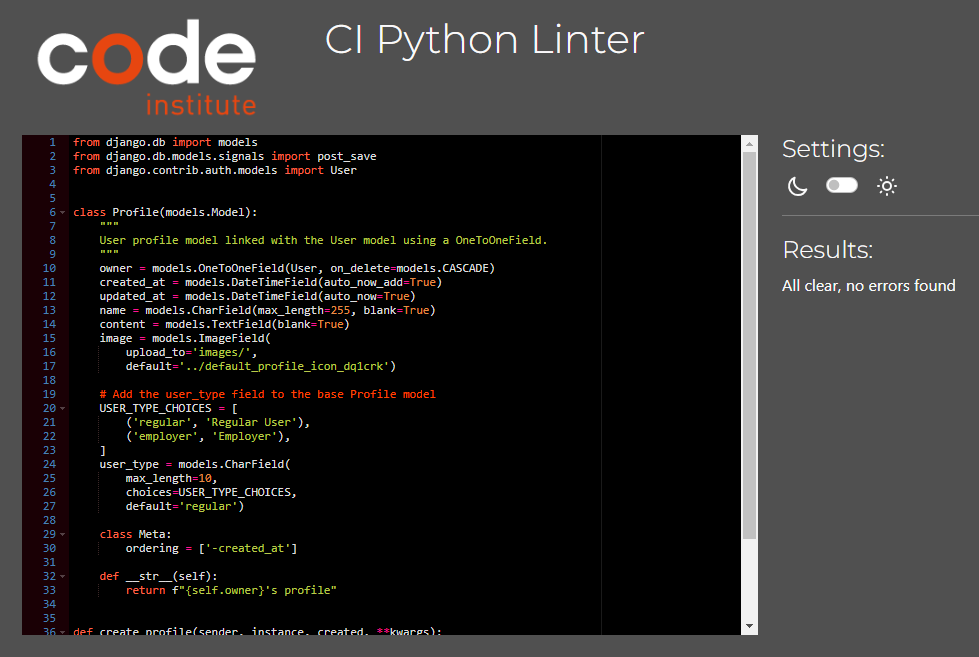 code
institute
CI Python Linter
1 from django.db import models
2 from django.db.models.signals import post_save
3 from django.contrib.auth.models import User
4
5
6 class Profile(models.Model):
7     """
8     User profile model linked with the User model using a OneToOneField.
9     """
10     owner = models.OneToOneField(User, on_delete=models.CASCADE)
11     created_at = models.DateTimeField(auto_now_add=True)
12     updated_at = models.DateTimeField(auto_now=True)
13     name = models.CharField(max_length=255, blank=True)
14     content = models.TextField(blank=True)
15     image = models.ImageField(
16         upload_to='images/',
17         default='../default_profile_icon_dq1crk')
18
19     # Add the user_type field to the base Profile model
20     USER_TYPE_CHOICES = [
21         ('regular', 'Regular User'),
22         ('employer', 'Employer'),
23     ]
24     user_type = models.CharField(
25         max_length=10,
26         choices=USER_TYPE_CHOICES,
27         default='regular')
28
29     class Meta:
30         ordering = ['-created_at']
31
32     def __str__(self):
33         return f"{self.owner}'s profile"
34
35
36 def create_profile(sender, instance, created, **kwargs):
Settings:
Results:
All clear, no errors found